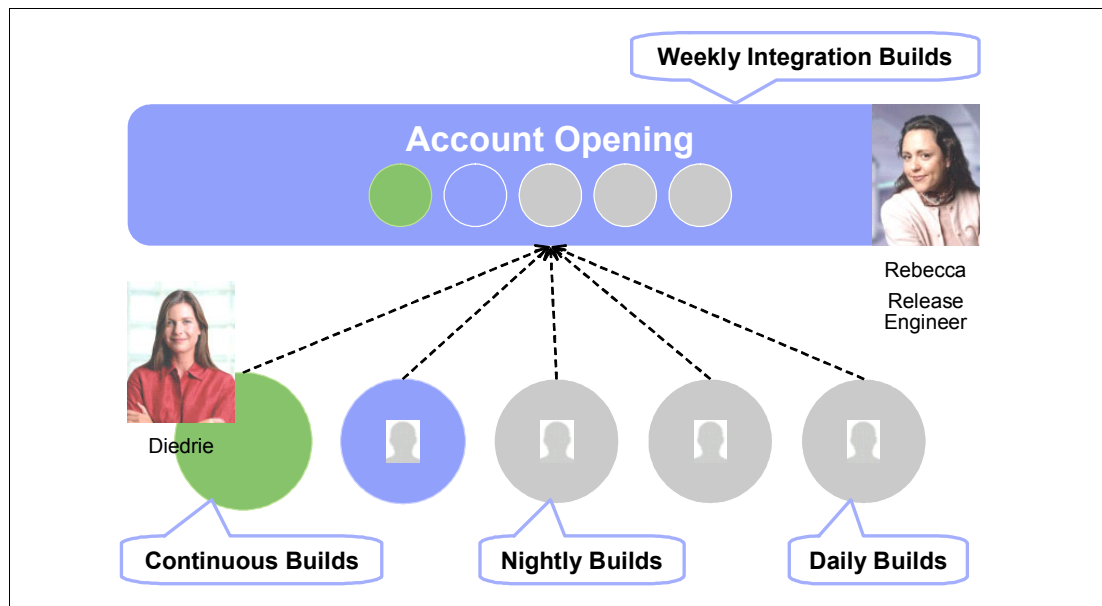 Weekly Integration Builds
Account Opening
Rebecca
Release
Engineer
Diedrie
Continuous Builds
Nightly Builds
Daily Builds